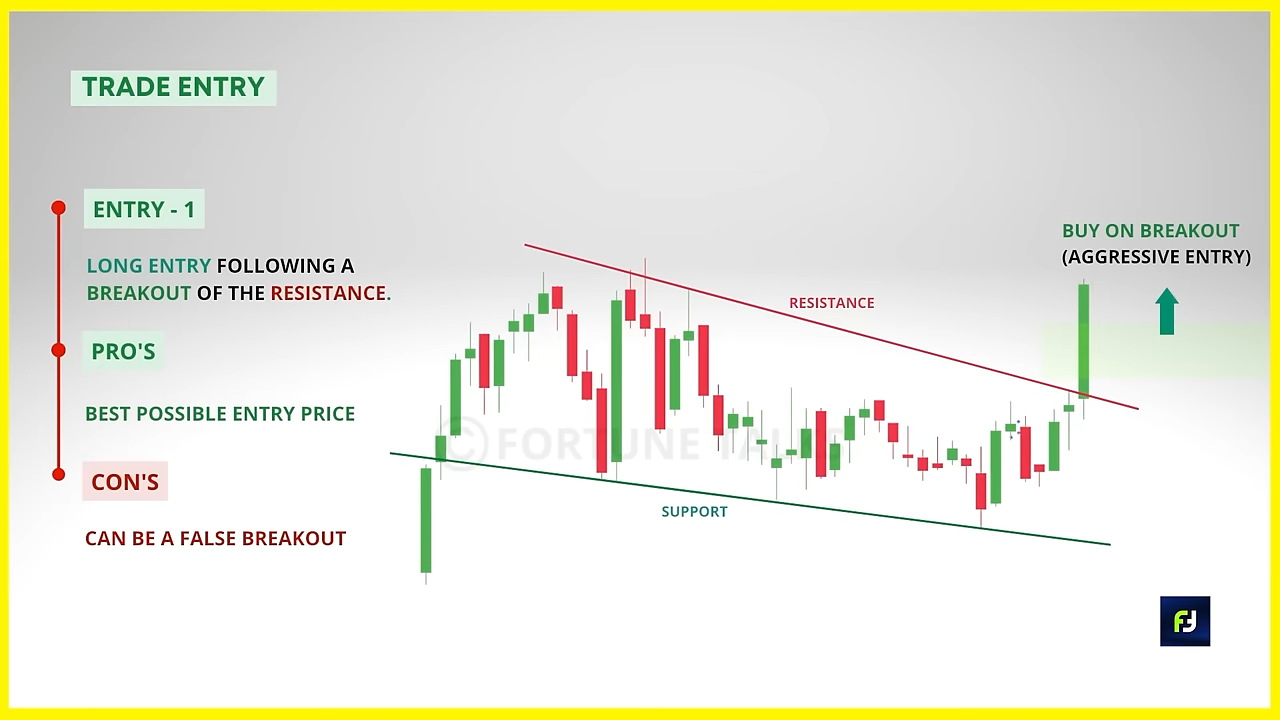 TRADE ENTRY
ENTRY - 1
LONG ENTRY FOLLOWING A
BREAKOUT OF THE RESISTANCE.
PRO'S
BEST POSSIBLE ENTRY PRICE
CON'S
CAN BE A FALSE BREAKOUT
RESISTANCE
BUY ON BREAKOUT
(AGGRESSIVE ENTRY)
© FORTUNE TALKS
SUPPORT